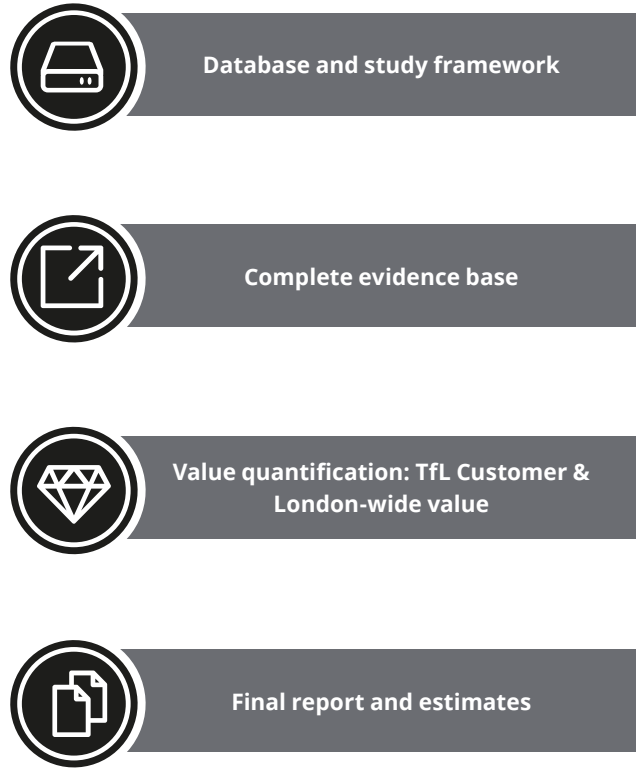 Database and study framework
Complete evidence base
Value quantification: TfL Customer &
London-wide value
Final report and estimates